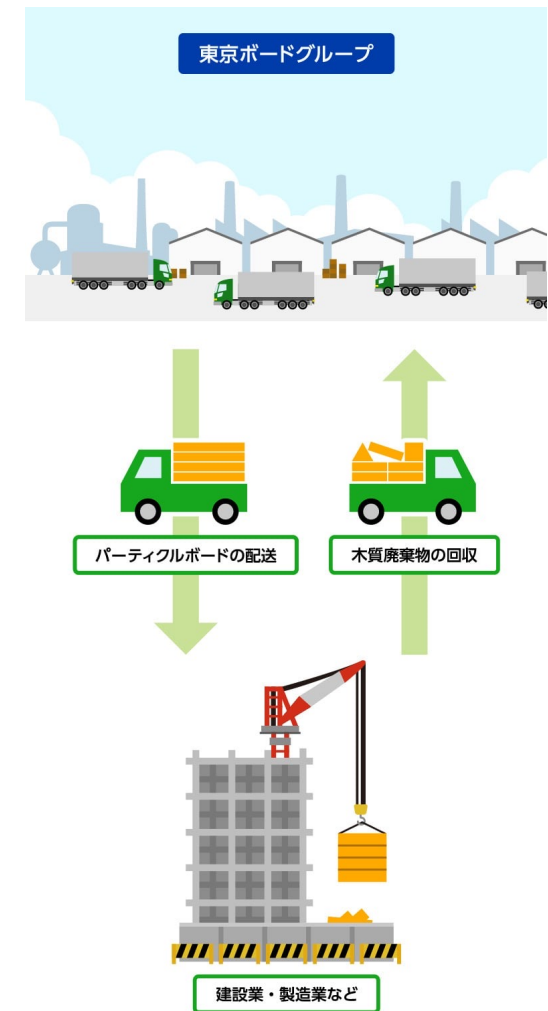 東京ボードグループ
パーティクルボードの配送
木質廃棄物の回収
建設業・製造業など